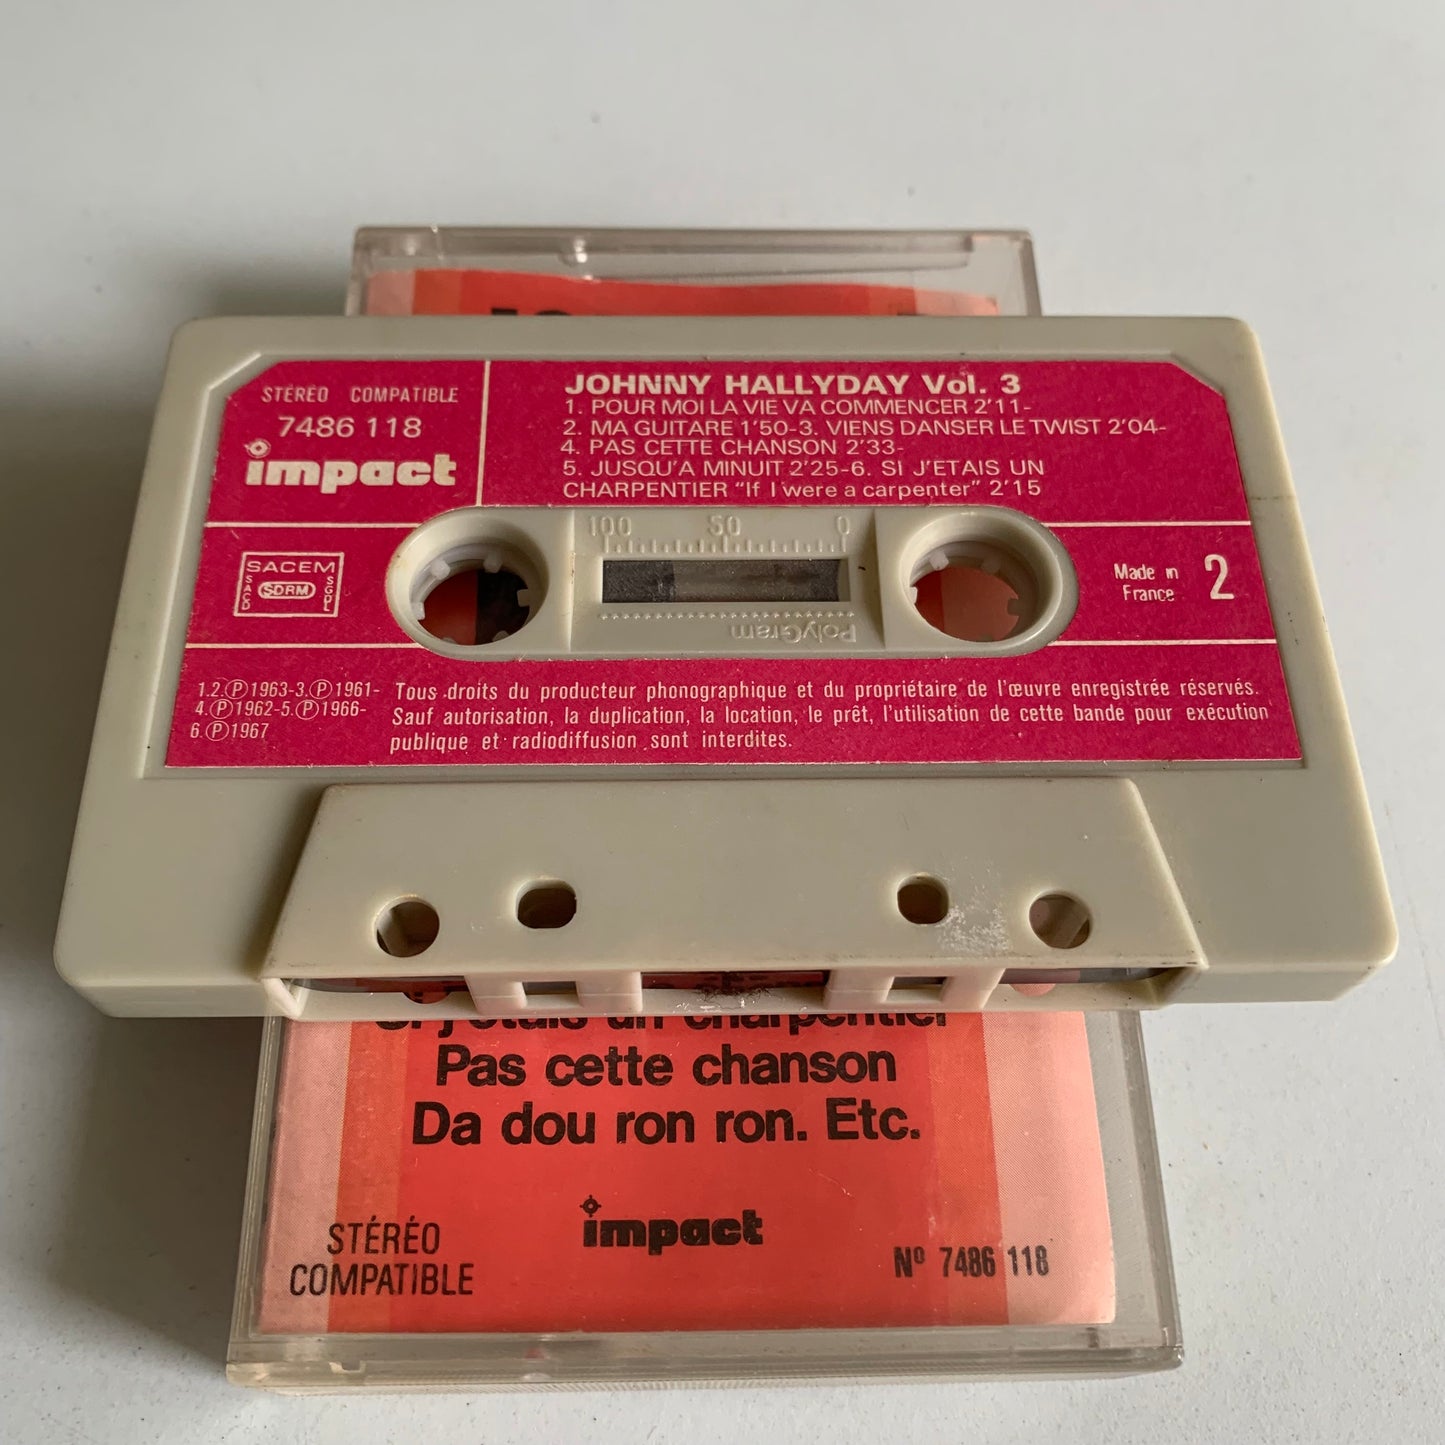 STÉRÉO COMPATIBLE
7486 118
impact
JOHNNY HALLYDAY Vol. 3
1. POUR MOI LA VIE VA COMMENCER 2'11-
2. MA GUITARE 1'50-3. VIENS DANSER LE TWIST 2'04-
4. PAS CETTE CHANSON 2'33-
5. JUSQU'A MINUIT 2'25-6. SI J'ETAIS UN
CHARPENTIER "If I were a carpenter" 2'15
100 50 0
PolyGram
SACEM
SACD SDRM SGDL
Made in
France
2
1.2.Ⓟ1963-3.Ⓟ1961-
4.Ⓟ1962-5.Ⓟ1966-
6.Ⓟ1967
Tous droits du producteur phonographique et du propriétaire de l'œuvre enregistrée réservés.
Sauf autorisation, la duplication, la location, le prêt, l'utilisation de cette bande pour exécution
publique et radiodiffusion sont interdites.
Si j'étais un charpentier
Pas cette chanson
Da dou ron ron. Etc.
impact
STÉRÉO
COMPATIBLE
Nº 7486 118